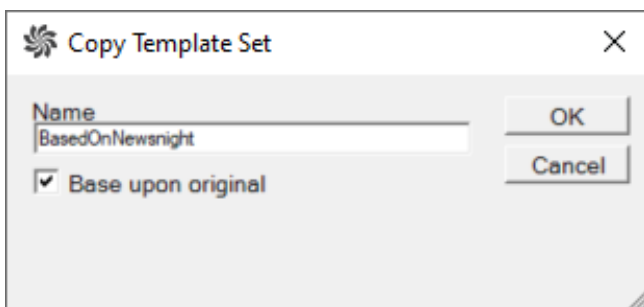 Copy Template Set
Name
BasedOnNewsnight
Base upon original
OK
Cancel